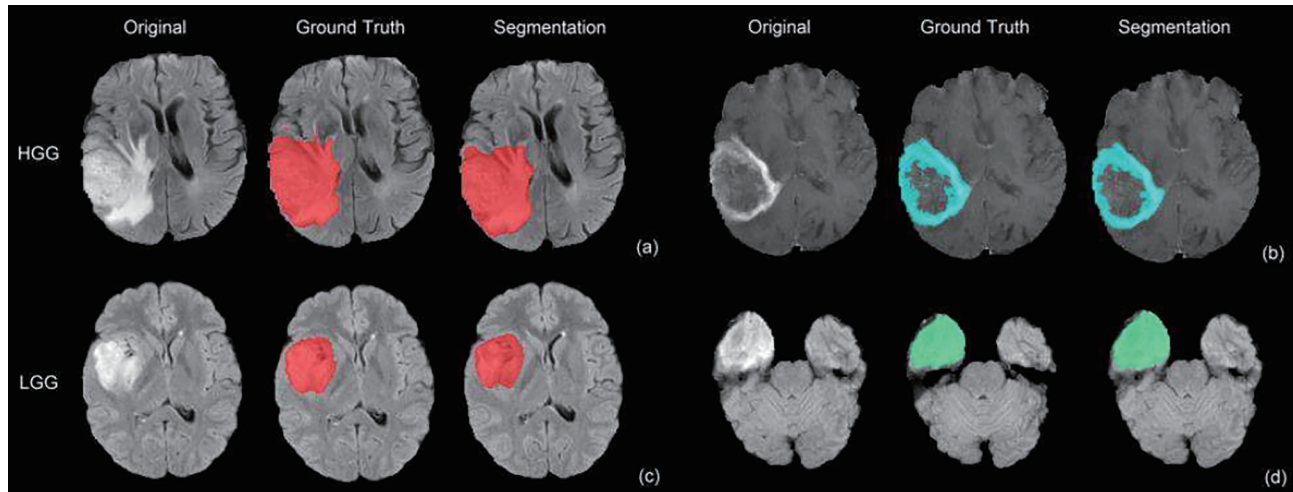 Original Ground Truth Segmentation Original Ground Truth Segmentation
HGG
(a) (b)
LGG
(c) (d)